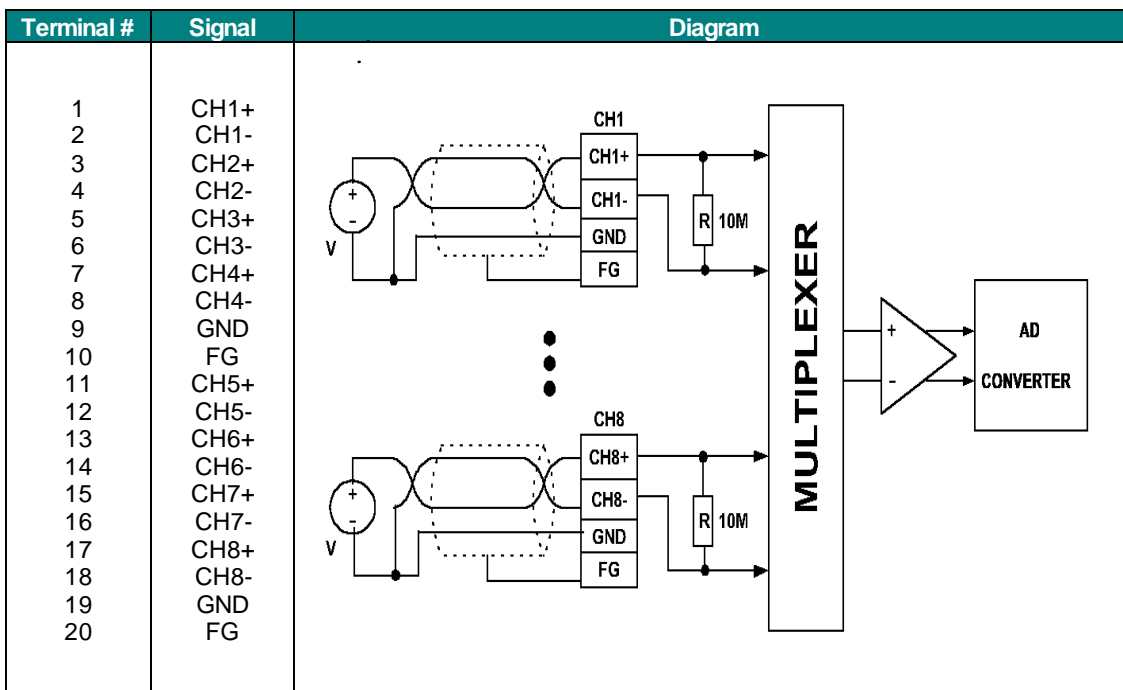 Terminal # Signal Diagram
1 CH1+
2 CH1-
3 CH2+
4 CH2-
5 CH3+
6 CH3-
7 CH4+
8 CH4-
9 GND
10 FG
11 CH5+
12 CH5-
13 CH6+
14 CH6-
15 CH7+
16 CH7-
17 CH8+
18 CH8-
19 GND
20 FG
CH1
CH1+
CH1-
GND
FG
+
-
V
R 10M
CH8
CH8+
CH8-
GND
FG
+
-
V
R 10M
MULTIPLEXER
+
-
AD
CONVERTER